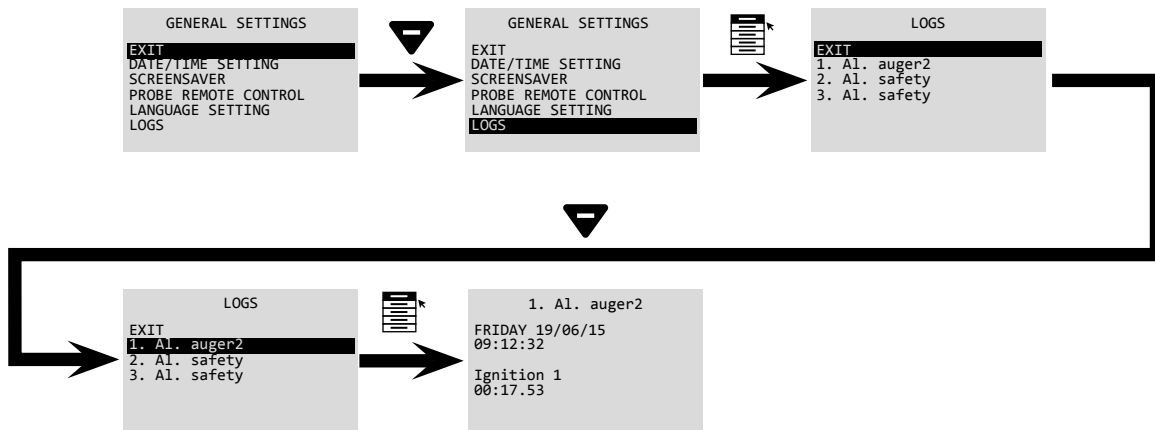 GENERAL SETTINGS
EXIT
DATE/TIME SETTING
SCREENSAVER
PROBE REMOTE CONTROL
LANGUAGE SETTING
LOGS
GENERAL SETTINGS
EXIT
DATE/TIME SETTING
SCREENSAVER
PROBE REMOTE CONTROL
LANGUAGE SETTING
LOGS
LOGS
EXIT
1. Al. auger2
2. Al. safety
3. Al. safety
LOGS
EXIT
1. Al. auger2
2. Al. safety
3. Al. safety
1. Al. auger2
FRIDAY 19/06/15
09:12:32
Ignition 1
00:17.53